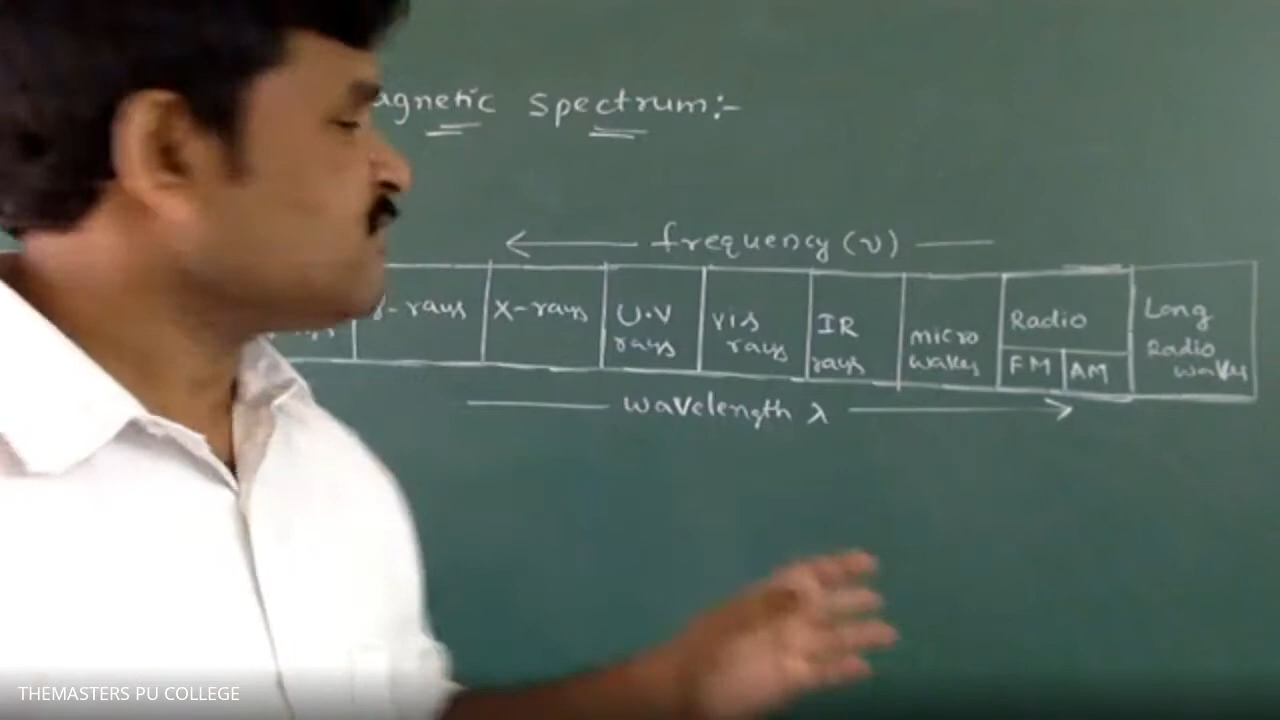 agnetic spectrum:-
frequency (ν)
γ-rays X-rays U.V rays vis rays IR rays micro waves Radio FM AM Long Radio waves
wavelength λ
THEMASTERS PU COLLEGE